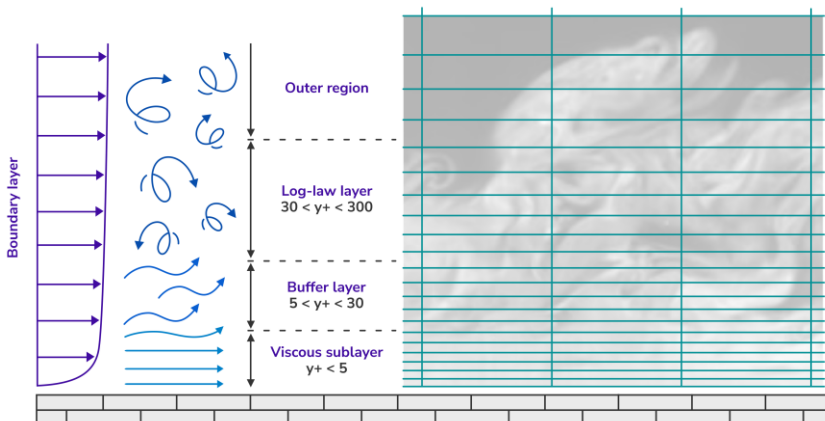 Boundary layer
Outer region
Log-law layer
30 < y+ < 300
Buffer layer
5 < y+ < 30
Viscous sublayer
y+ < 5